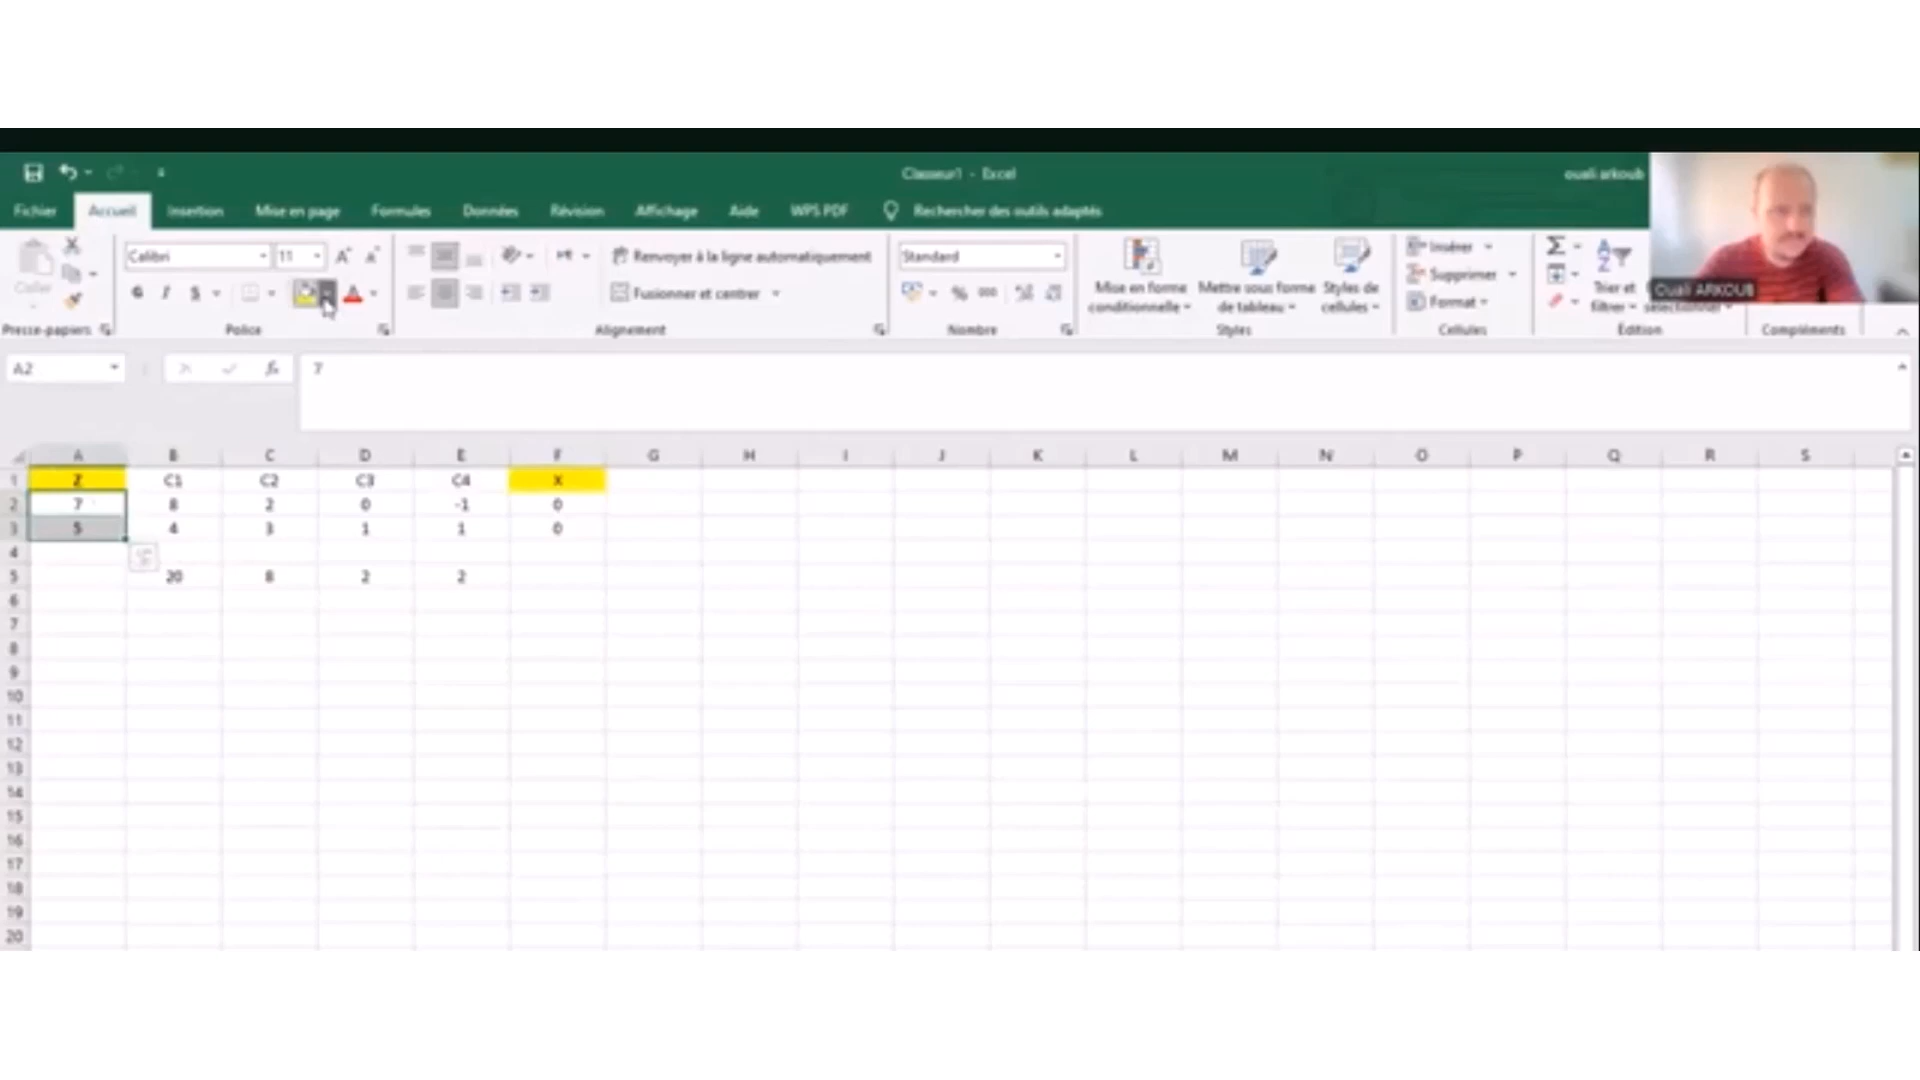 Classeur1 - Excel
ouali arkoub
Fichier Accueil Insertion Mise en page Formules Données Révision Affichage Aide WPS PDF Rechercher des outils adaptés
Calibri 11 Renvoyer à la ligne automatiquement Standard Insérer
Coller Mise en forme Mettre sous forme Styles de Supprimer Trier et Ouali ARKOUB
G I S Fusionner et centrer % 000 conditionnelle de tableau cellules Format filtrer sélectionner
Presse-papiers Police Alignement Nombre Styles Cellules Édition Compléments
A2 fx 7
A B C D E F G H I J K L M N O P Q R S
1 Z C1 C2 C3 C4 X
2 7 8 2 0 -1 0
3 5 4 3 1 1 0
4
5 20 8 2 2
6
7
8
9
10
11
12
13
14
15
16
17
18
19
20